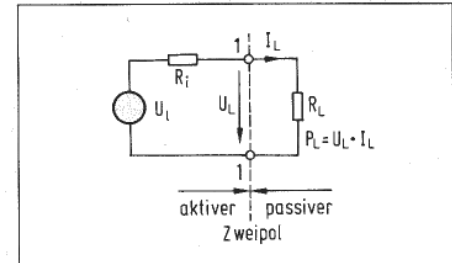 1 I_L
R_i
U_l U_L R_L
P_L = U_L · I_L
1
aktiver passiver
Zweipol